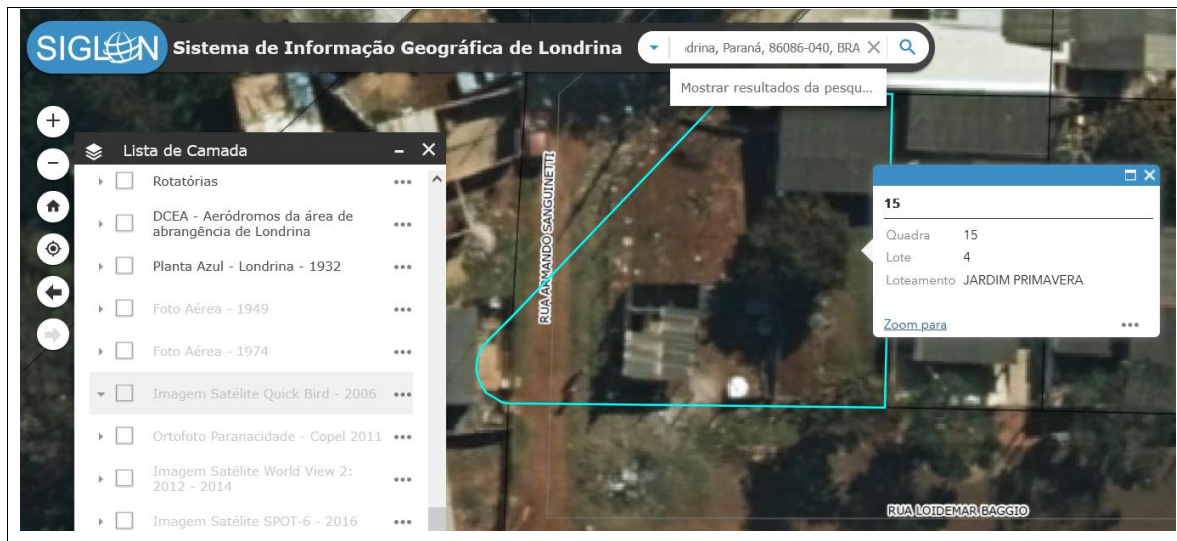 SIGLON Sistema de Informação Geográfica de Londrina
drina, Paraná, 86086-040, BRA
Mostrar resultados da pesqu...
Lista de Camada
Rotatórias
DCEA - Aeródromos da área de
abrangência de Londrina
Planta Azul - Londrina - 1932
Foto Aérea - 1949
Foto Aérea - 1974
Imagem Satélite Quick Bird - 2006
Ortofoto Paranacidade - Copel 2011
Imagem Satélite World View 2:
2012 - 2014
Imagem Satélite SPOT-6 - 2016
RUA ARMANDO SANGUINETTI
15
Quadra 15
Lote 4
Loteamento JARDIM PRIMAVERA
Zoom para
RUA LOIDEMAR BAGGIO